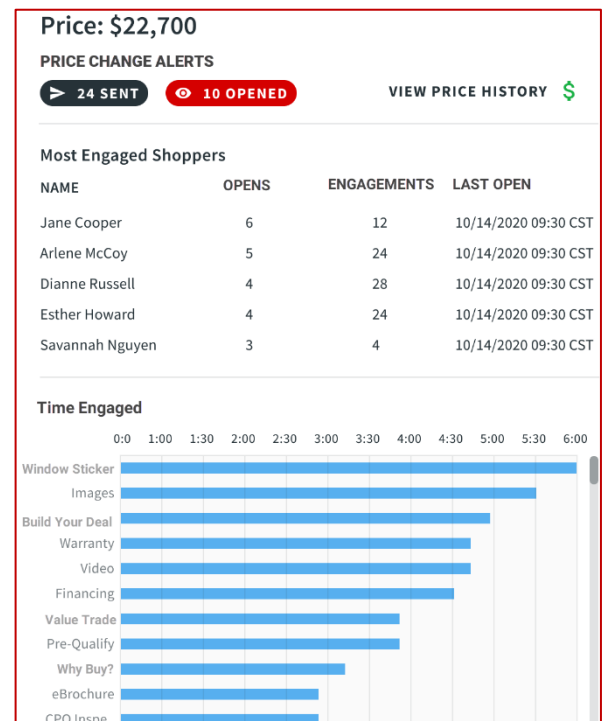 Price: $22,700
PRICE CHANGE ALERTS
24 SENT 10 OPENED VIEW PRICE HISTORY $
Most Engaged Shoppers
NAME OPENS ENGAGEMENTS LAST OPEN
Jane Cooper 6 12 10/14/2020 09:30 CST
Arlene McCoy 5 24 10/14/2020 09:30 CST
Dianne Russell 4 28 10/14/2020 09:30 CST
Esther Howard 4 24 10/14/2020 09:30 CST
Savannah Nguyen 3 4 10/14/2020 09:30 CST
Time Engaged
0:0 1:00 1:30 2:00 2:30 3:00 3:30 4:00 4:30 5:00 5:30 6:00
Window Sticker
Images
Build Your Deal
Warranty
Video
Financing
Value Trade
Pre-Qualify
Why Buy?
eBrochure
CPO Inspe...